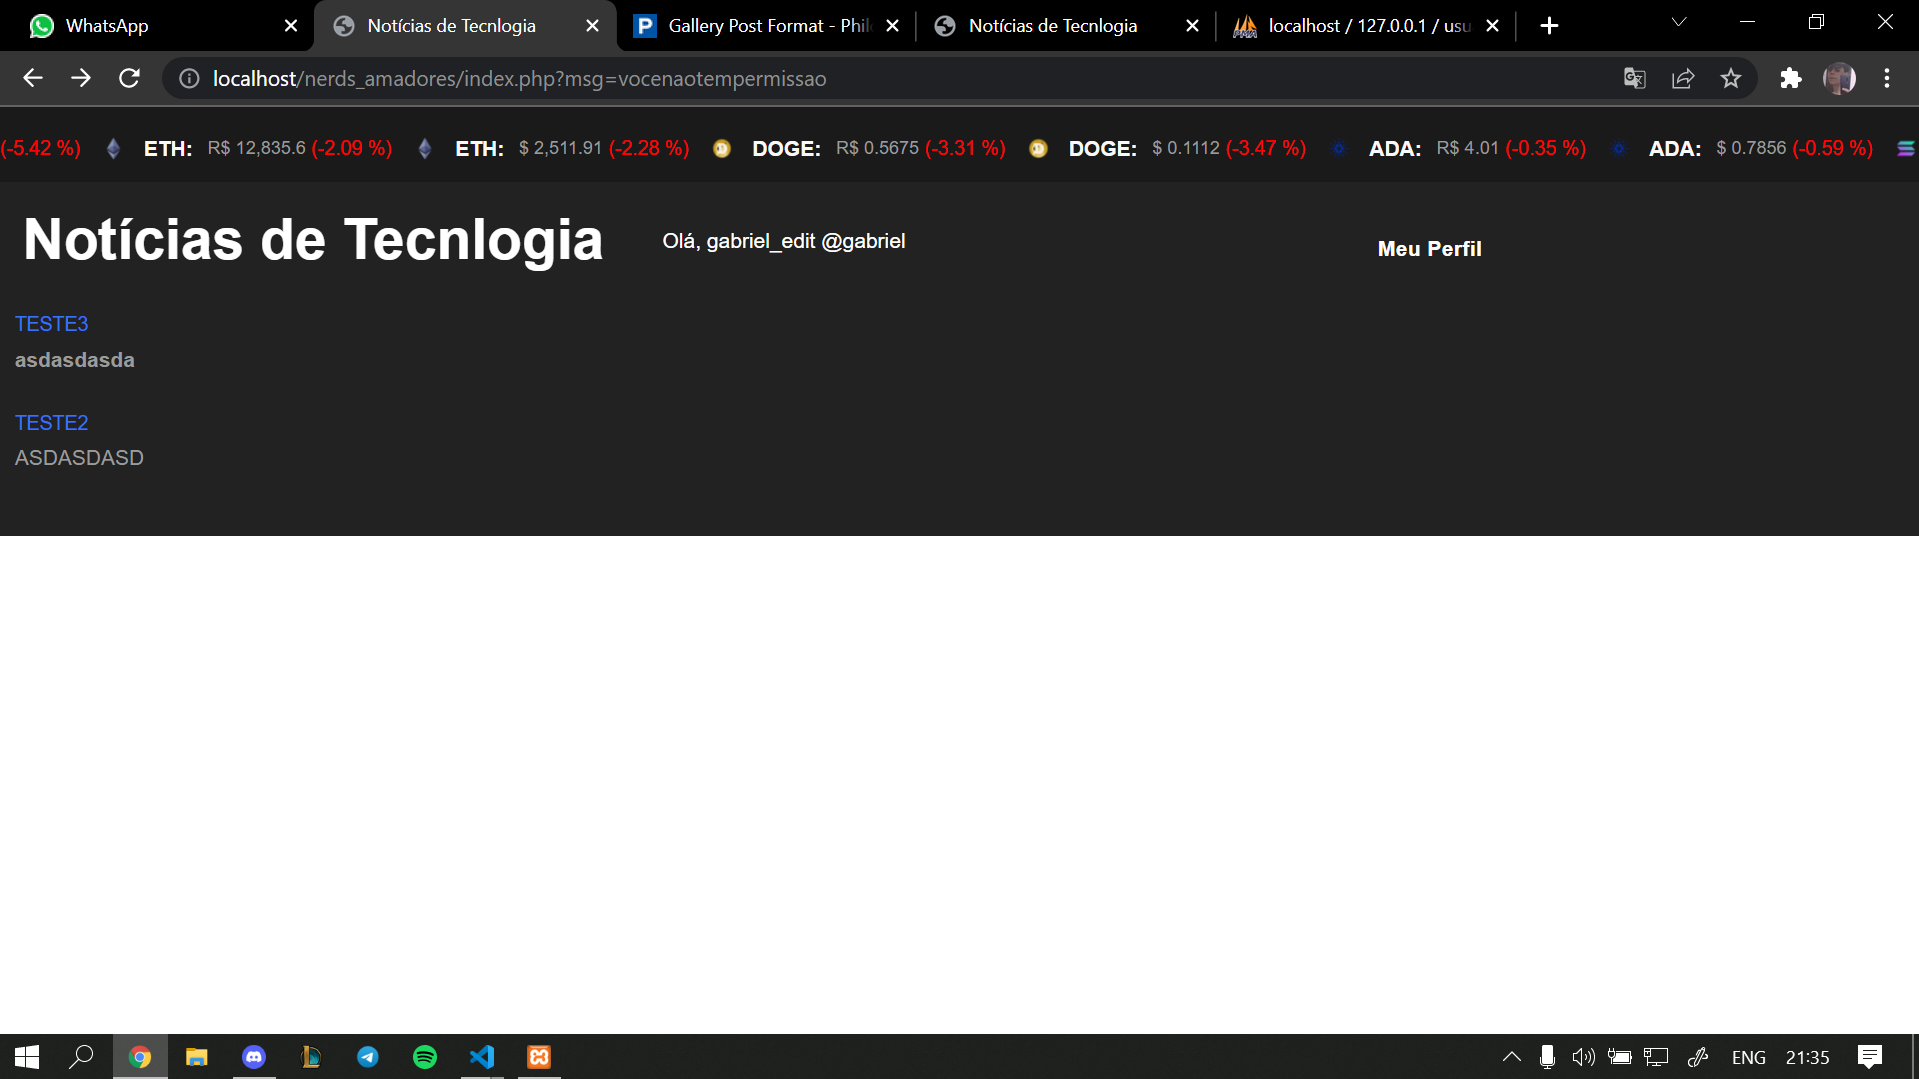 WhatsApp
Notícias de Tecnlogia
Gallery Post Format - Phil
Notícias de Tecnlogia
localhost / 127.0.0.1 / usu
localhost/nerds_amadores/index.php?msg=vocenaotempermissao
(-5.42 %) ETH: R$ 12,835.6 (-2.09 %) ETH: $ 2,511.91 (-2.28 %) DOGE: R$ 0.5675 (-3.31 %) DOGE: $ 0.1112 (-3.47 %) ADA: R$ 4.01 (-0.35 %) ADA: $ 0.7856 (-0.59 %)
Notícias de Tecnlogia
Olá, gabriel_edit @gabriel
Meu Perfil
TESTE3
asdasdasda
TESTE2
ASDASDASD
ENG 21:35